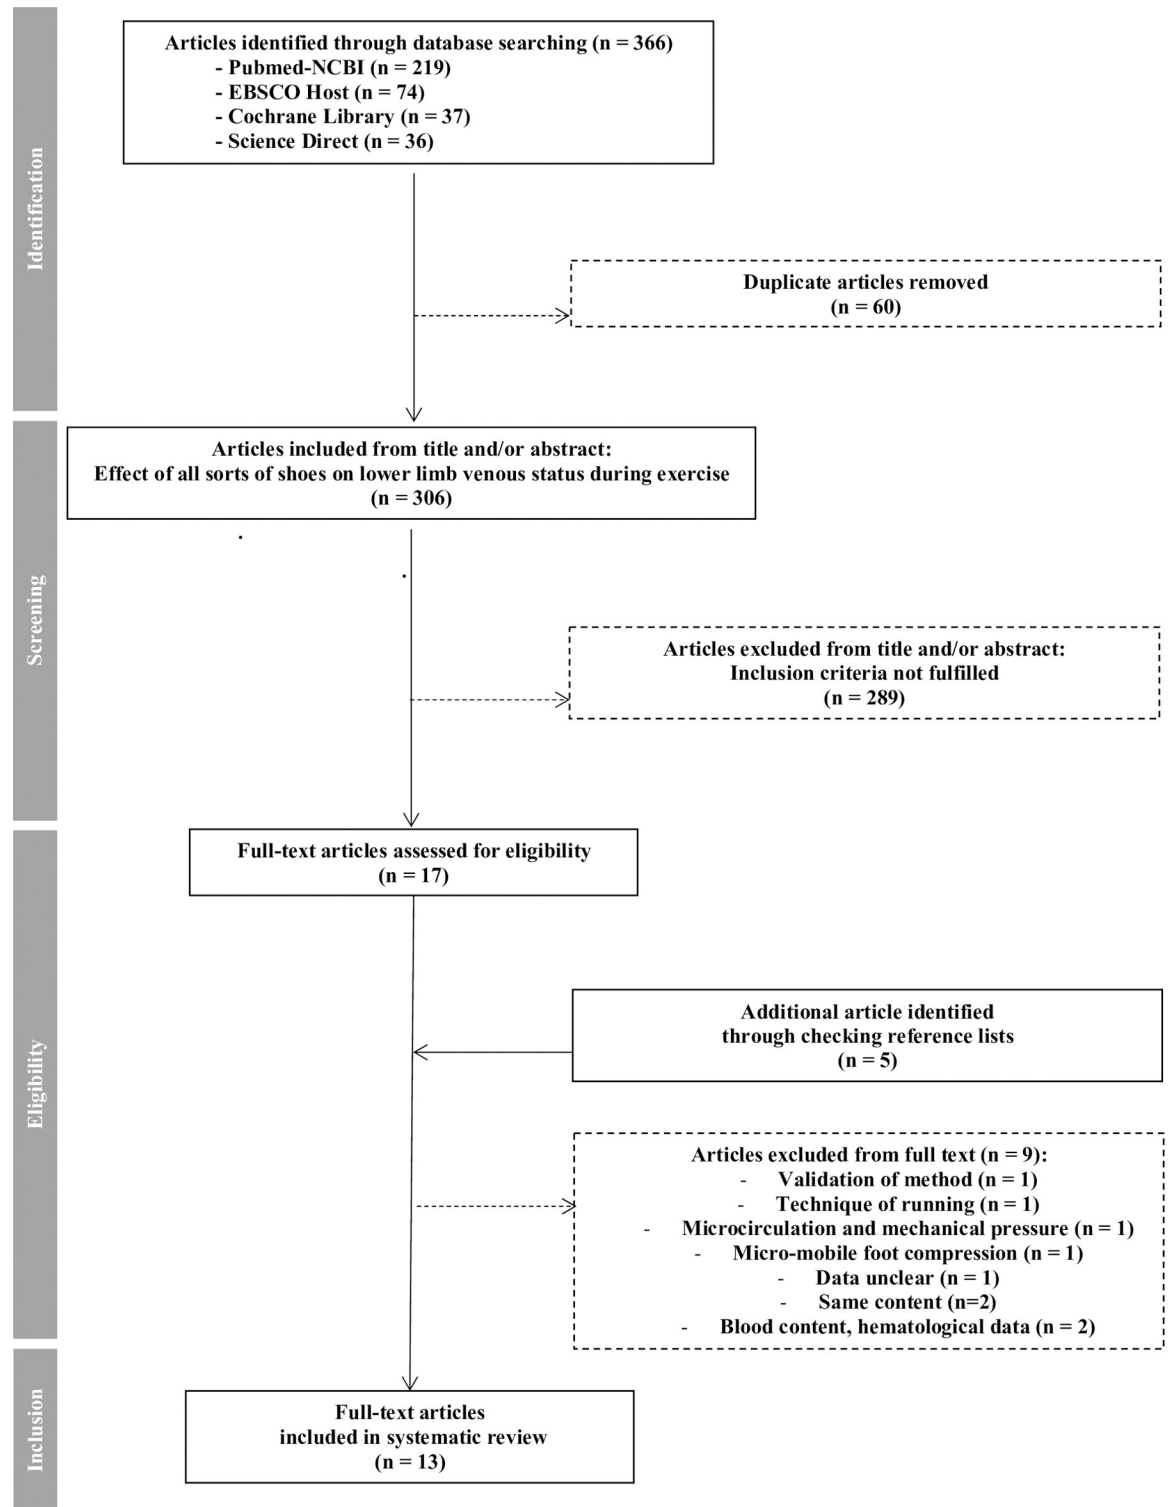 Identification
Articles identified through database searching (n = 366)
- Pubmed-NCBI (n = 219)
- EBSCO Host (n = 74)
- Cochrane Library (n = 37)
- Science Direct (n = 36)
Duplicate articles removed
(n = 60)
Screening
Articles included from title and/or abstract:
Effect of all sorts of shoes on lower limb venous status during exercise
(n = 306)
Articles excluded from title and/or abstract:
Inclusion criteria not fulfilled
(n = 289)
Eligibility
Full-text articles assessed for eligibility
(n = 17)
Additional article identified
through checking reference lists
(n = 5)
Articles excluded from full text (n = 9):
- Validation of method (n = 1)
- Technique of running (n = 1)
- Microcirculation and mechanical pressure (n = 1)
- Micro-mobile foot compression (n = 1)
- Data unclear (n = 1)
- Same content (n=2)
- Blood content, hematological data (n = 2)
Inclusion
Full-text articles
included in systematic review
(n = 13)